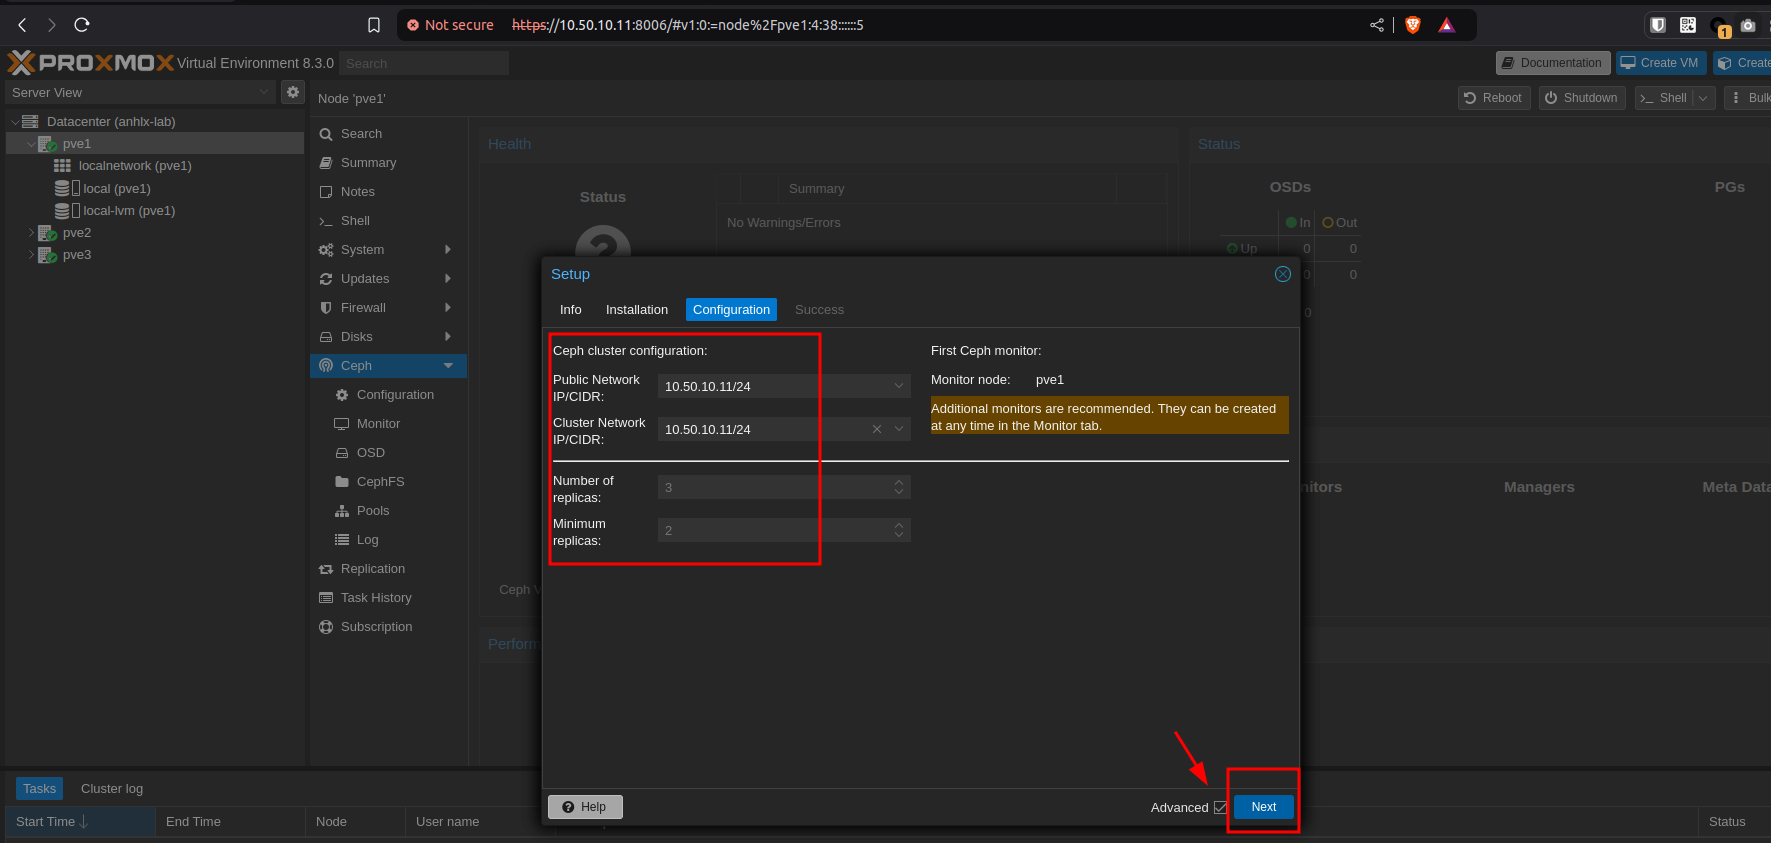 Not secure https://10.50.10.11:8006/#v1:0:=node%2Fpve1:4:38::::::5
1
PROXMOX Virtual Environment 8.3.0 Search
Documentation Create VM Create
Server View
Node 'pve1'
Reboot Shutdown Shell Bulk
Datacenter (anhlx-lab)
pve1
localnetwork (pve1)
local (pve1)
local-lvm (pve1)
pve2
pve3
Search
Summary
Notes
Shell
System
Updates
Firewall
Disks
Ceph
Configuration
Monitor
OSD
CephFS
Pools
Log
Replication
Task History
Subscription
Health
Status
Summary
No Warnings/Errors
Ceph V
Perform
Status
OSDs PGs
In Out
Up 0 0
0 0
0
nitors Managers Meta Data
Setup
Info Installation Configuration Success
Ceph cluster configuration:
Public Network
IP/CIDR:
10.50.10.11/24
Cluster Network
IP/CIDR:
10.50.10.11/24
Number of
replicas:
3
Minimum
replicas:
2
First Ceph monitor:
Monitor node: pve1
Additional monitors are recommended. They can be created
at any time in the Monitor tab.
Help Advanced Next
Tasks Cluster log
Start Time End Time Node User name Status